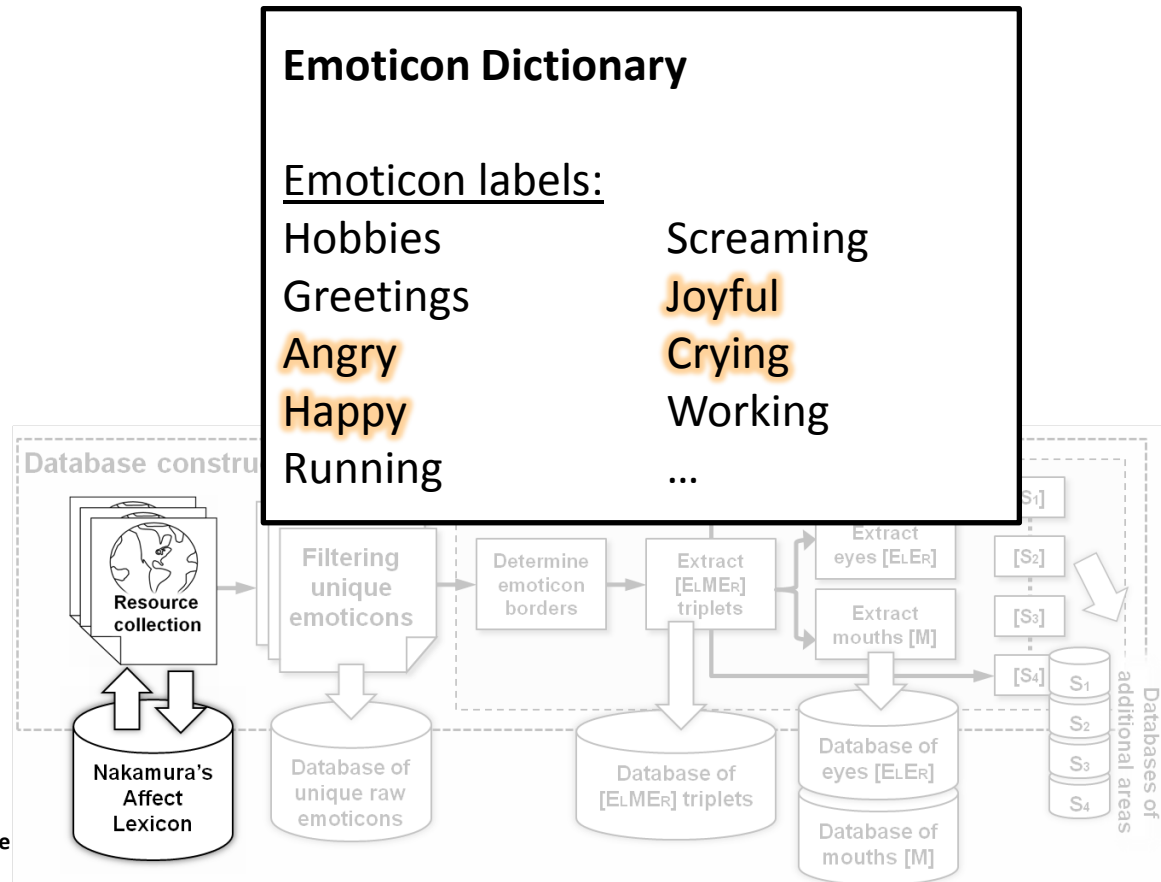 Emoticon Dictionary
Emoticon labels:
Hobbies
Greetings
Angry
Happy
Running
Screaming
Joyful
Crying
Working
...
Database constru
Resource
collection
Filtering
unique
emoticons
Determine
emoticon
borders
Extract
[ELMER]
triplets
Extract
eyes [ELER]
Extract
mouths [M]
[S1]
[S2]
[S3]
[S4]
Nakamura's
Affect
Lexicon
Database of
unique raw
emoticons
Database of
[ELMER] triplets
Database of
eyes [ELER]
Database of
mouths [M]
S1
S2
S3
S4
Databases of
additional areas
e